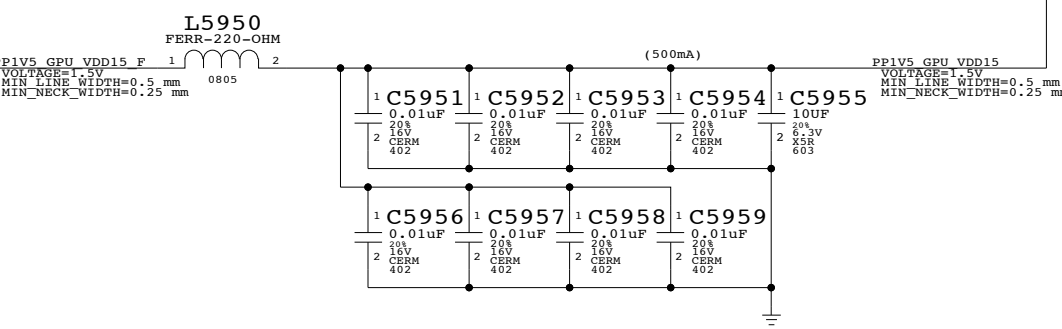 L5950
FERR-220-OHM
PP1V5_GPU_VDD15_F
VOLTAGE=1.5V
MIN_LINE_WIDTH=0.5 mm
MIN_NECK_WIDTH=0.25 mm
1
2
0805
(500mA)
PP1V5_GPU_VDD15
VOLTAGE=1.5V
MIN_LINE_WIDTH=0.5 mm
MIN_NECK_WIDTH=0.25
1
C5951
0.01uF
20%
16V
CERM
402
2
1
C5952
0.01uF
20%
16V
CERM
402
2
1
C5953
0.01uF
20%
16V
CERM
402
2
1
C5954
0.01uF
20%
16V
CERM
402
2
1
C5955
10UF
20%
6.3V
X5R
603
2
1
C5956
0.01uF
20%
16V
CERM
402
2
1
C5957
0.01uF
20%
16V
CERM
402
2
1
C5958
0.01uF
20%
16V
CERM
402
2
1
C5959
0.01uF
20%
16V
CERM
402
2